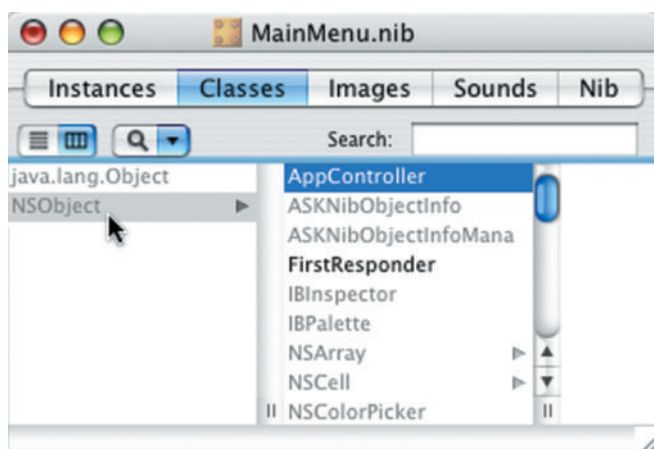 MainMenu.nib
Instances Classes Images Sounds Nib
Search:
java.lang.Object
NSObject
AppController
ASKNibObjectInfo
ASKNibObjectInfoMana
FirstResponder
IBInspector
IBPalette
NSArray
NSCell
NSColorPicker